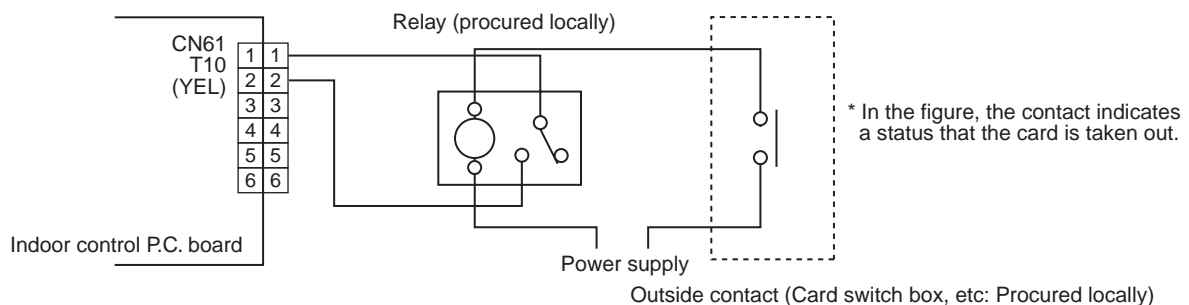 Relay (procured locally)
CN61
T10
(YEL)
1 1
2 2
3 3
4 4
5 5
6 6
* In the figure, the contact indicates
a status that the card is taken out.
Indoor control P.C. board
Power supply
Outside contact (Card switch box, etc: Procured locally)